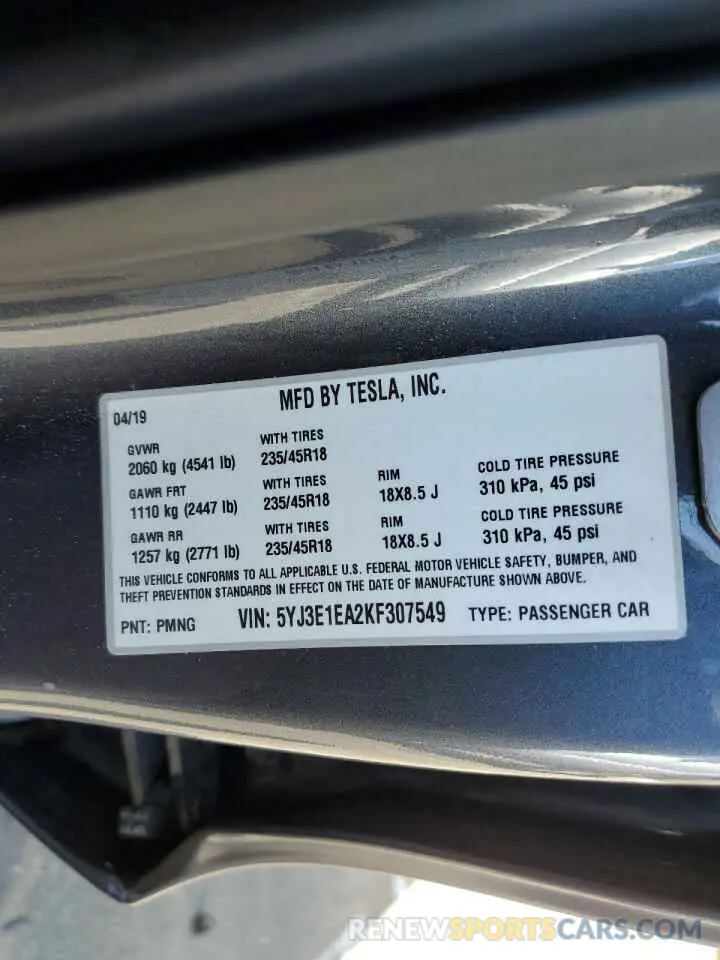 MFD BY TESLA, INC.
04/19
GVWR WITH TIRES
2060 kg (4541 lb) 235/45R18
GAWR FRT WITH TIRES RIM COLD TIRE PRESSURE
1110 kg (2447 lb) 235/45R18 18X8.5 J 310 kPa, 45 psi
GAWR RR WITH TIRES RIM COLD TIRE PRESSURE
1257 kg (2771 lb) 235/45R18 18X8.5 J 310 kPa, 45 psi
THIS VEHICLE CONFORMS TO ALL APPLICABLE U.S. FEDERAL MOTOR VEHICLE SAFETY, BUMPER, AND
THEFT PREVENTION STANDARDS IN EFFECT ON THE DATE OF MANUFACTURE SHOWN ABOVE.
PNT: PMNG VIN: 5YJ3E1EA2KF307549 TYPE: PASSENGER CAR
RENEWSPORTSCARS.COM